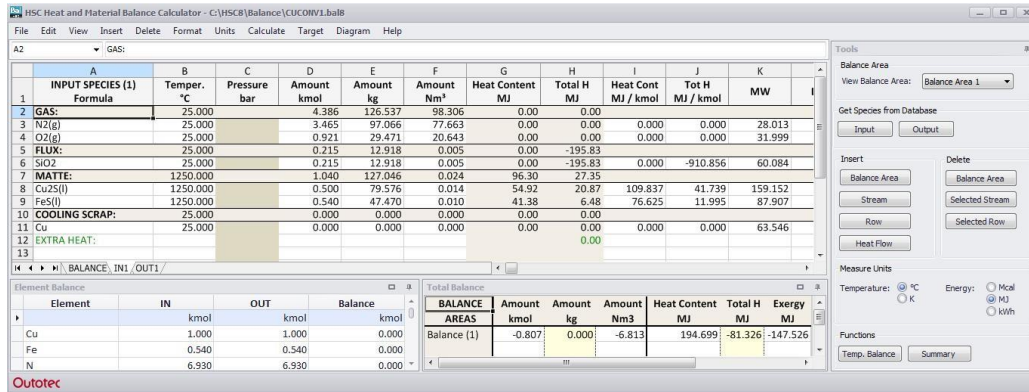 HSC Heat and Material Balance Calculator - C:\HSC8\Balance\CUCONV1.bal8
File Edit View Insert Delete Format Units Calculate Target Diagram Help
A2 GAS:
A B C D E F G H I J K
INPUT SPECIES (1) Temper. Pressure Amount Amount Amount Heat Content Total H Heat Cont Tot H MW
1 Formula °C bar kmol kg Nm³ MJ MJ MJ / kmol MJ / kmol
2 GAS: 25.000 4.386 126.537 98.306 0.00 0.00
3 N2(g) 25.000 3.465 97.066 77.663 0.00 0.00 0.000 0.000 28.013
4 O2(g) 25.000 0.921 29.471 20.643 0.00 0.00 0.000 0.000 31.999
5 FLUX: 25.000 0.215 12.918 0.005 0.00 -195.83
6 SiO2 25.000 0.215 12.918 0.005 0.00 -195.83 0.000 -910.856 60.084
7 MATTE: 1250.000 1.040 127.046 0.024 96.30 27.35
8 Cu2S(l) 1250.000 0.500 79.576 0.014 54.92 20.87 109.837 41.739 159.152
9 FeS(l) 1250.000 0.540 47.470 0.010 41.38 6.48 76.625 11.995 87.907
10 COOLING SCRAP: 25.000 0.000 0.000 0.000 0.00 0.00
11 Cu 25.000 0.000 0.000 0.000 0.00 0.00 0.000 0.000 63.546
12 EXTRA HEAT: 0.00
13
BALANCE IN1 OUT1
Element Balance
Element IN OUT Balance
kmol kmol kmol
Cu 1.000 1.000 0.000
Fe 0.540 0.540 0.000
N 6.930 6.930 0.000
Total Balance
BALANCE Amount Amount Amount Heat Content Total H Exergy
AREAS kmol kg Nm3 MJ MJ MJ
Balance (1) -0.807 0.000 -6.813 194.699 -81.326 -147.526
Tools
Balance Area
View Balance Area: Balance Area 1
Get Species from Database
Input Output
Insert Delete
Balance Area Balance Area
Stream Selected Stream
Row Selected Row
Heat Flow
Measure Units
Temperature: °C Energy: Mcal
K MJ
kWh
Functions
Temp. Balance Summary
Outotec